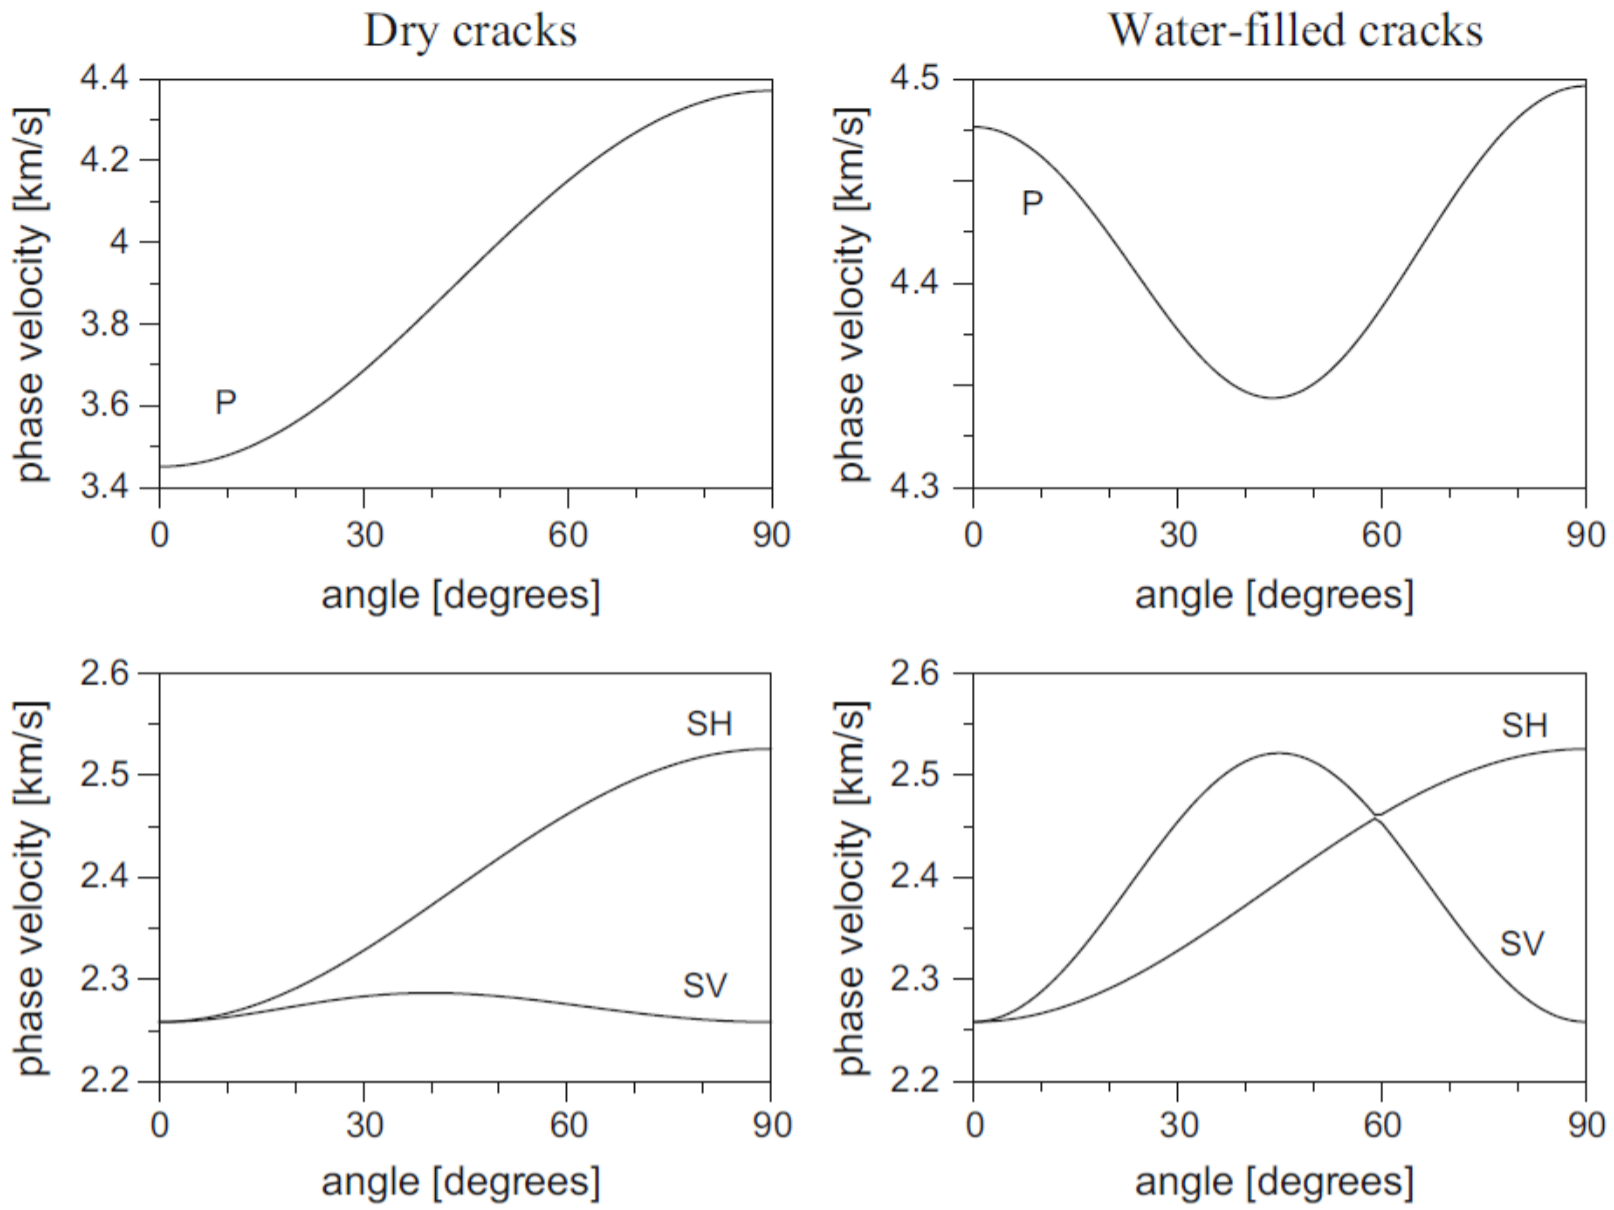 Dry cracks
phase velocity [km/s]
4.4
4.2
4
3.8
3.6
3.4
P
0 30 60 90
angle [degrees]
Water-filled cracks
phase velocity [km/s]
4.5
4.4
4.3
P
0 30 60 90
angle [degrees]
phase velocity [km/s]
2.6
2.5
2.4
2.3
2.2
SH
SV
0 30 60 90
angle [degrees]
phase velocity [km/s]
2.6
2.5
2.4
2.3
2.2
SH
SV
0 30 60 90
angle [degrees]